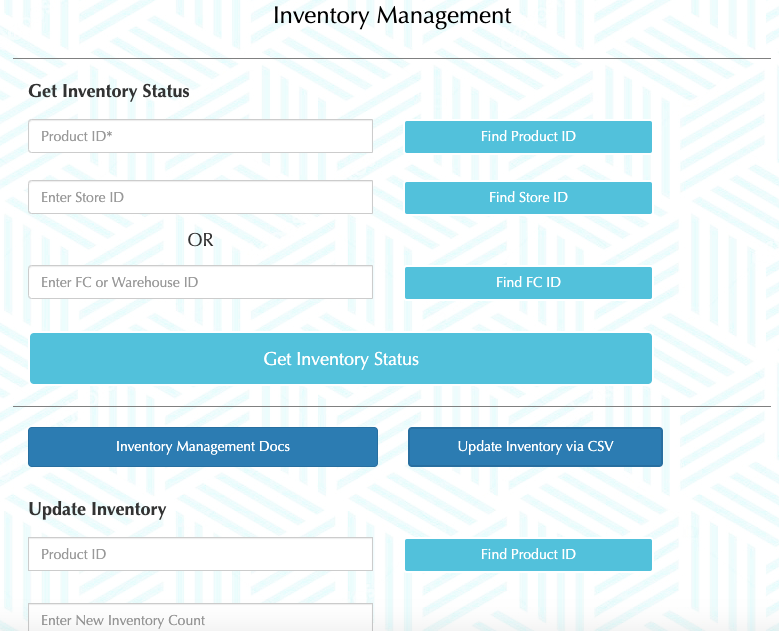 Inventory Management
Get Inventory Status
Product ID*
Find Product ID
Enter Store ID
Find Store ID
OR
Enter FC or Warehouse ID
Find FC ID
Get Inventory Status
Inventory Management Docs
Update Inventory via CSV
Update Inventory
Product ID
Find Product ID
Enter New Inventory Count